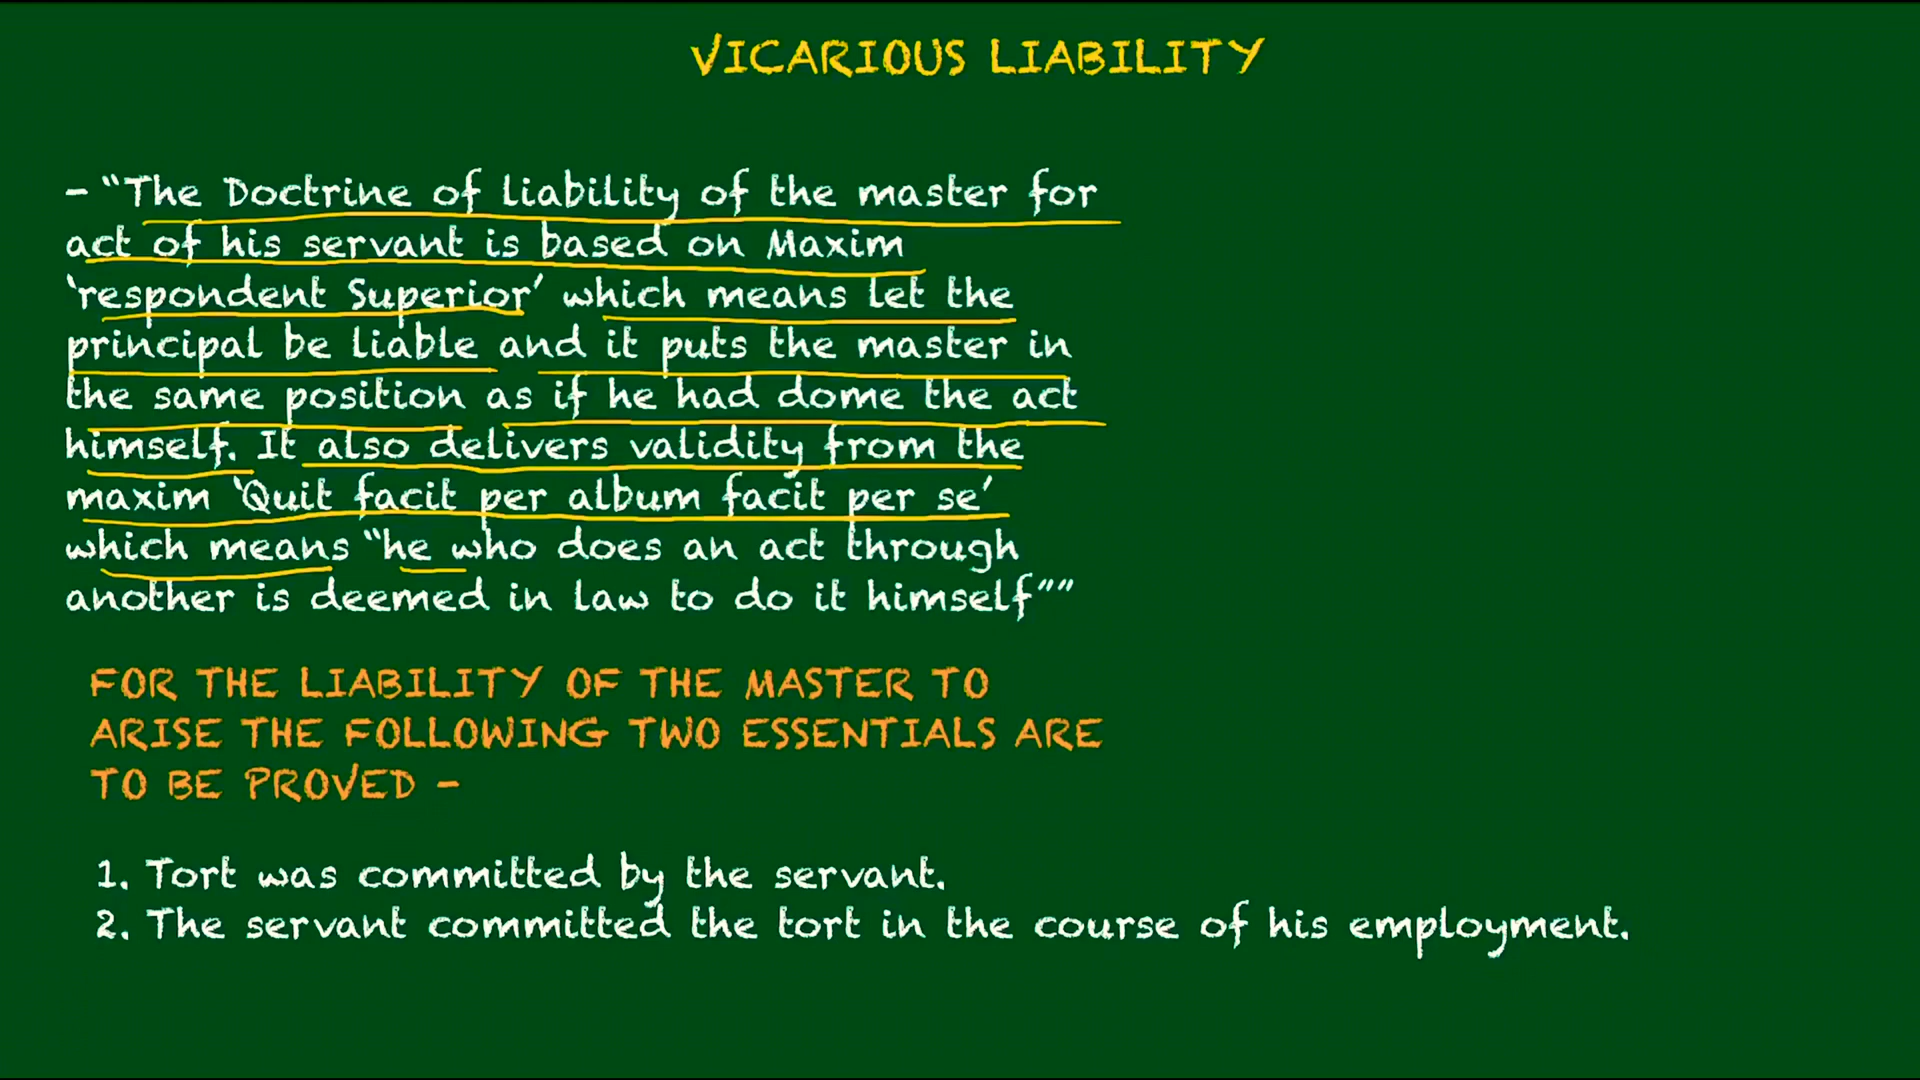 VICARIOUS LIABILITY
- "The Doctrine of liability of the master for
act of his servant is based on Maxim
'respondent Superior' which means let the
principal be liable and it puts the master in
the same position as if he had dome the act
himself. It also delivers validity from the
maxim 'Quit facit per album facit per se'
which means "he who does an act through
another is deemed in law to do it himself""
FOR THE LIABILITY OF THE MASTER TO
ARISE THE FOLLOWING TWO ESSENTIALS ARE
TO BE PROVED -
1. Tort was committed by the servant.
2. The servant committed the tort in the course of his employment.